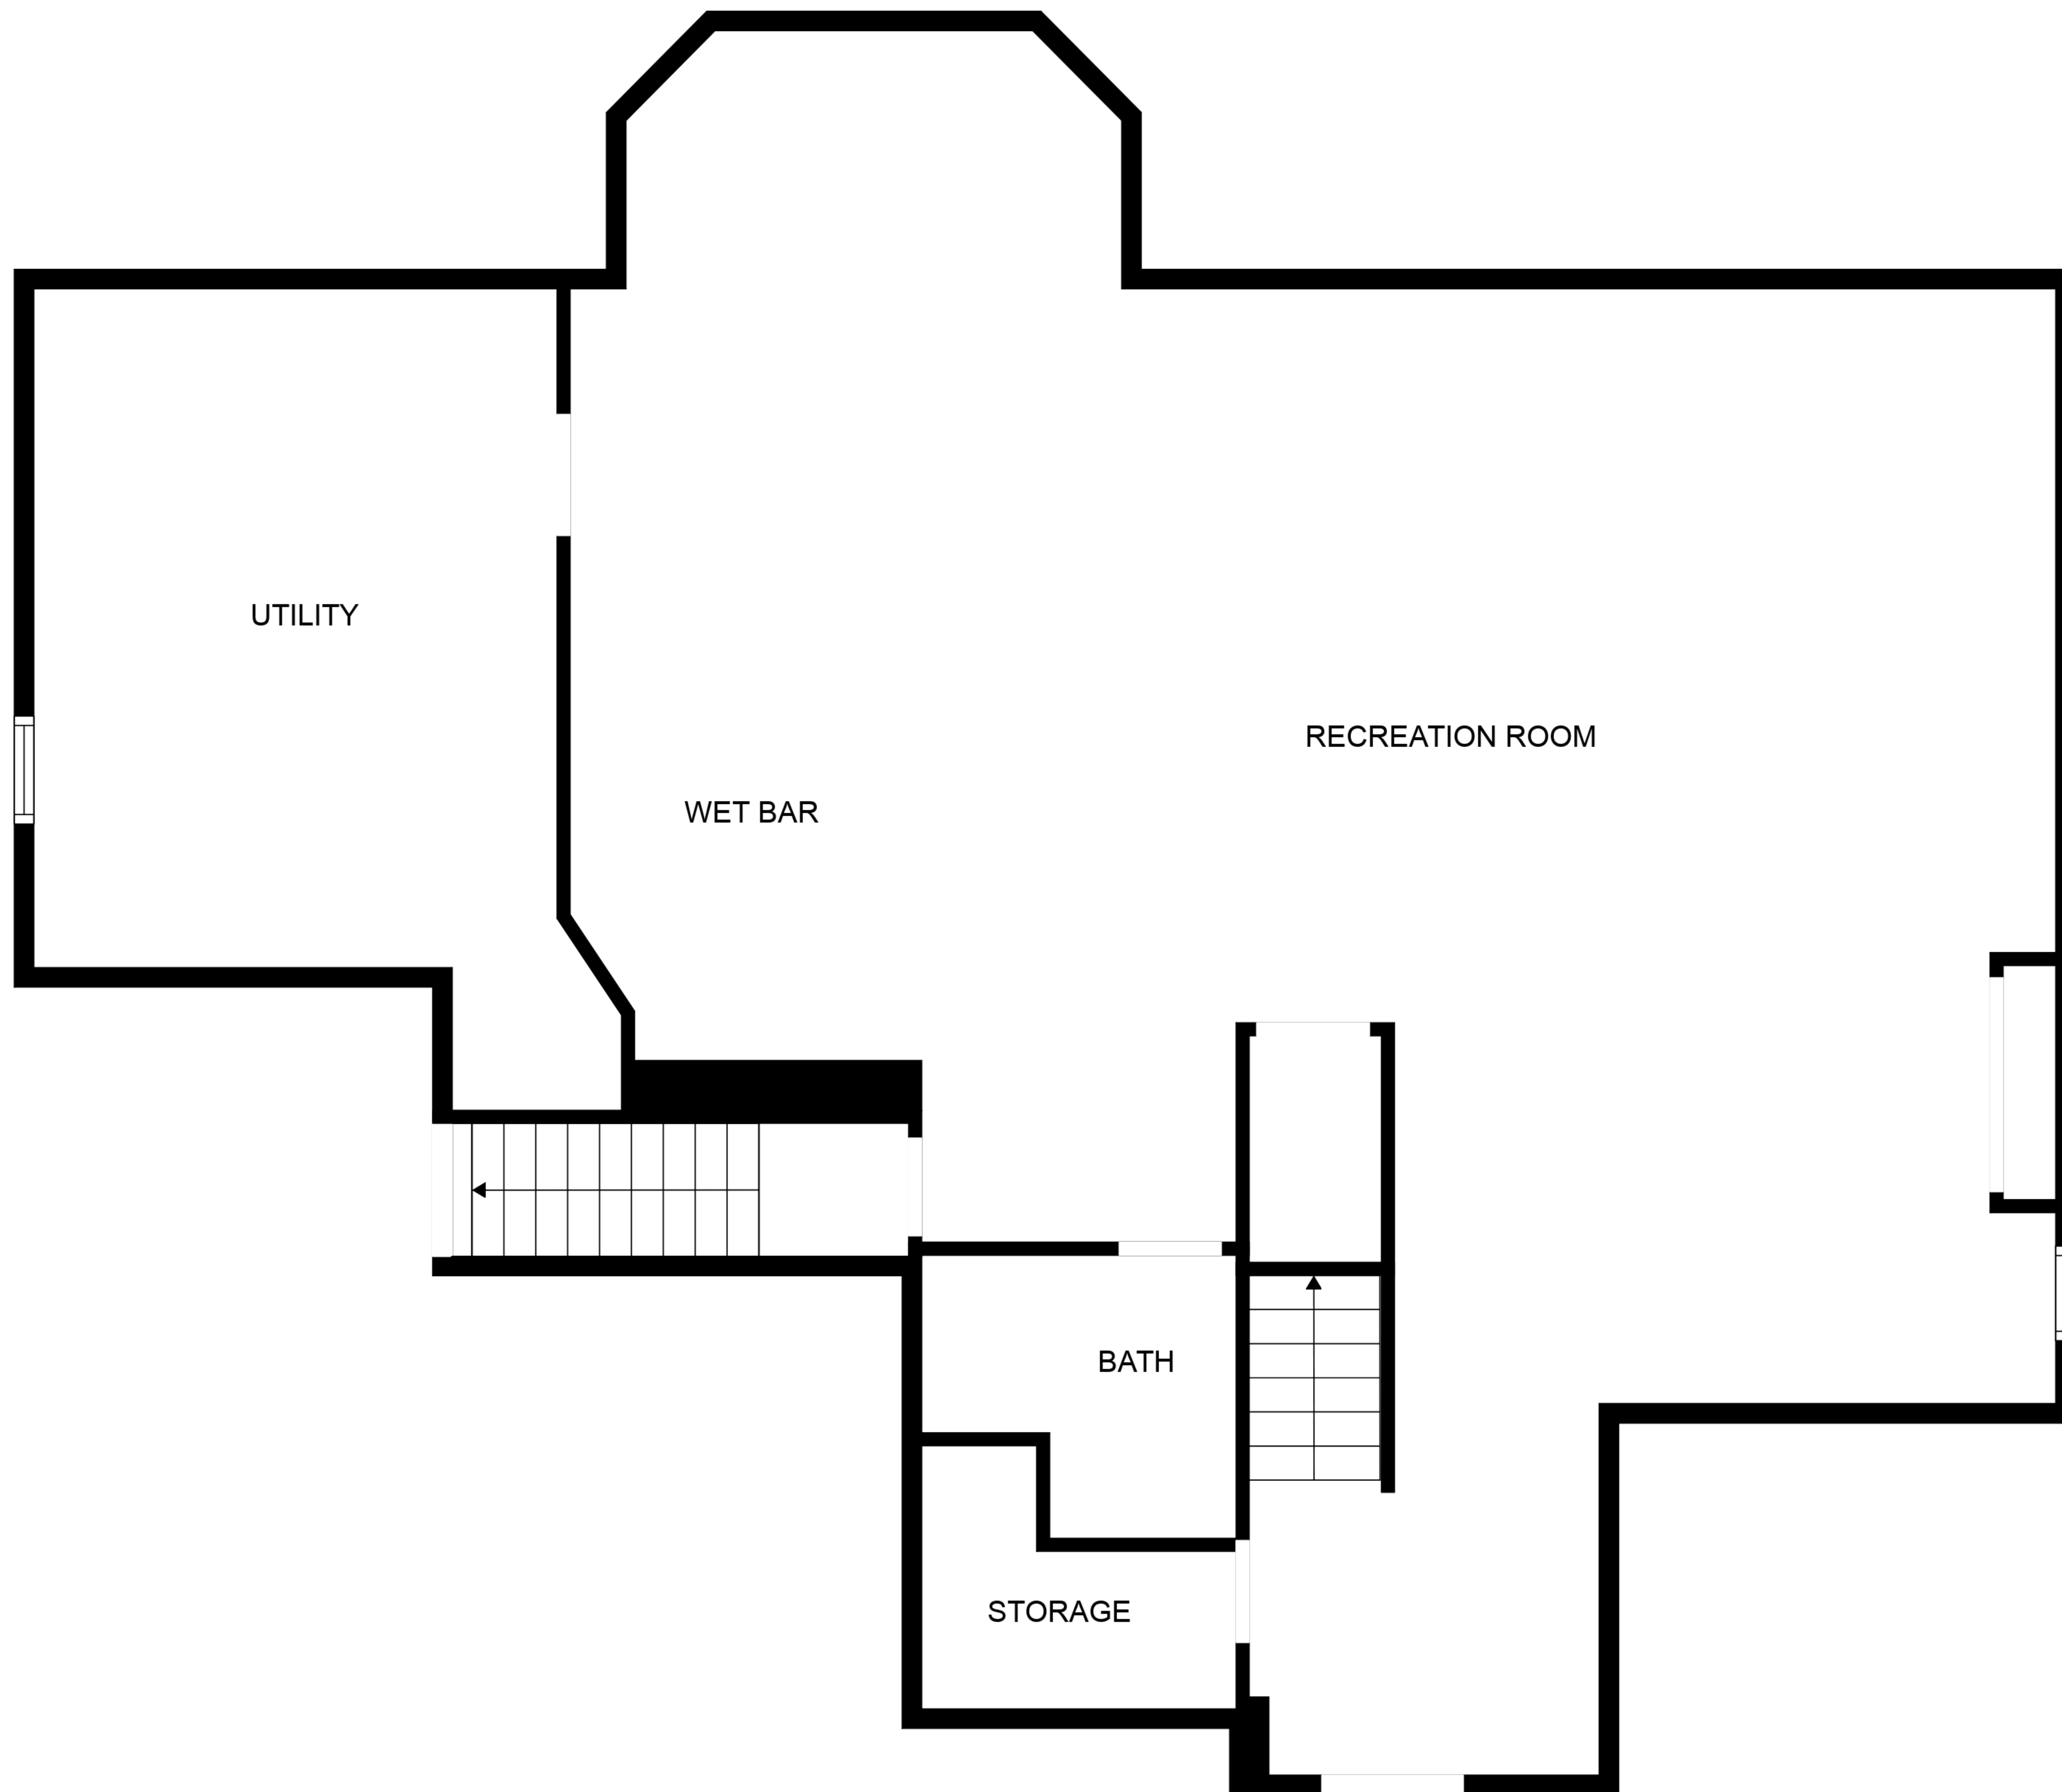 UTILITY
RECREATION ROOM
WET BAR
BATH
STORAGE